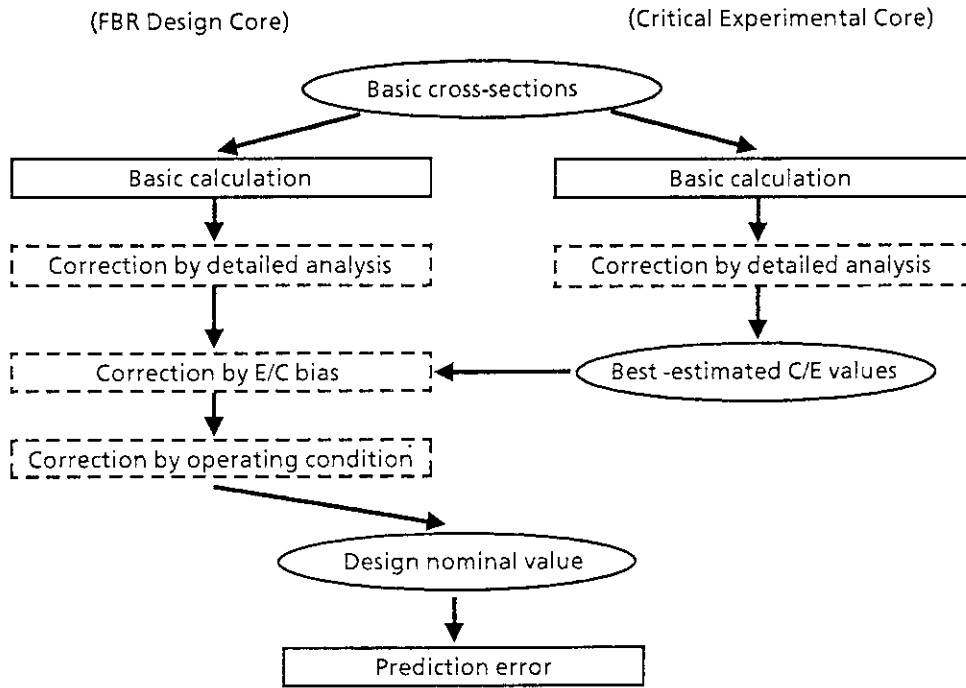 (FBR Design Core)
(Critical Experimental Core)
Basic cross-sections
Basic calculation
Basic calculation
Correction by detailed analysis
Correction by detailed analysis
Correction by E/C bias
Best -estimated C/E values
Correction by operating condition
Design nominal value
Prediction error